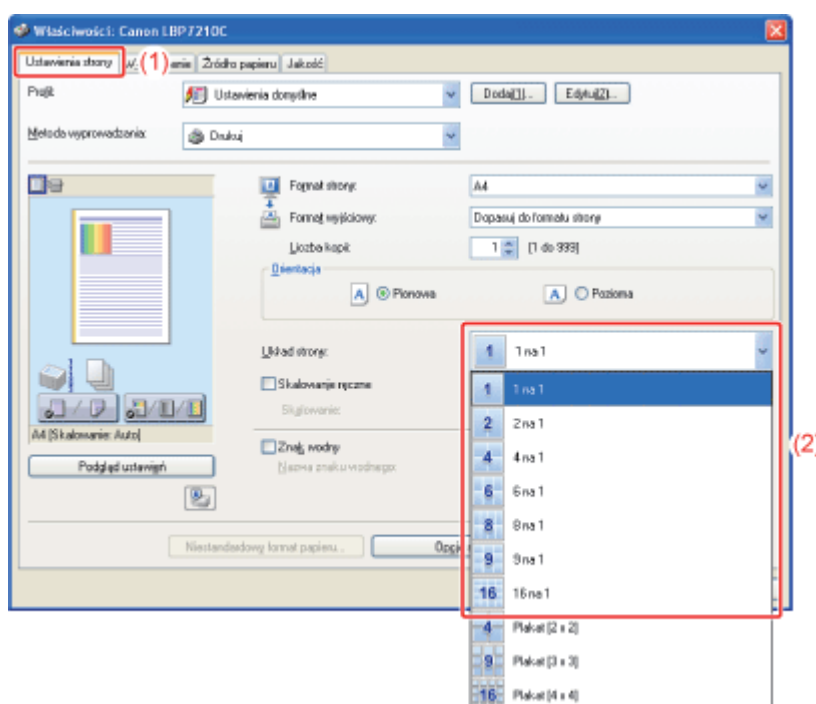 Właściwości: Canon LBP7210C
Ustawienia strony (1) Źródło papieru Jakość
Profil: Ustawienia domyślne Dodaj(1)... Edytuj(2)...
Metoda wyprowadzania: Drukuj
Format strony: A4
Format wyjściowy: Dopasuj do formatu strony
Liczba kopii: 1 [1 do 999]
Orientacja
A Pionowa A Pozioma
Układ strony: 1 1 na 1
Skalowanie ręczne
Skalowanie:
Znak wodny
Nazwa znaku wodnego:
A4 [Skalowanie: Auto]
Podgląd ustawień
Niestandardowy format papieru...
1 1 na 1
2 2 na 1
4 4 na 1
6 6 na 1
8 8 na 1
9 9 na 1
16 16 na 1
4 Plakat [2 x 2]
9 Plakat [3 x 3]
16 Plakat [4 x 4]
(2)